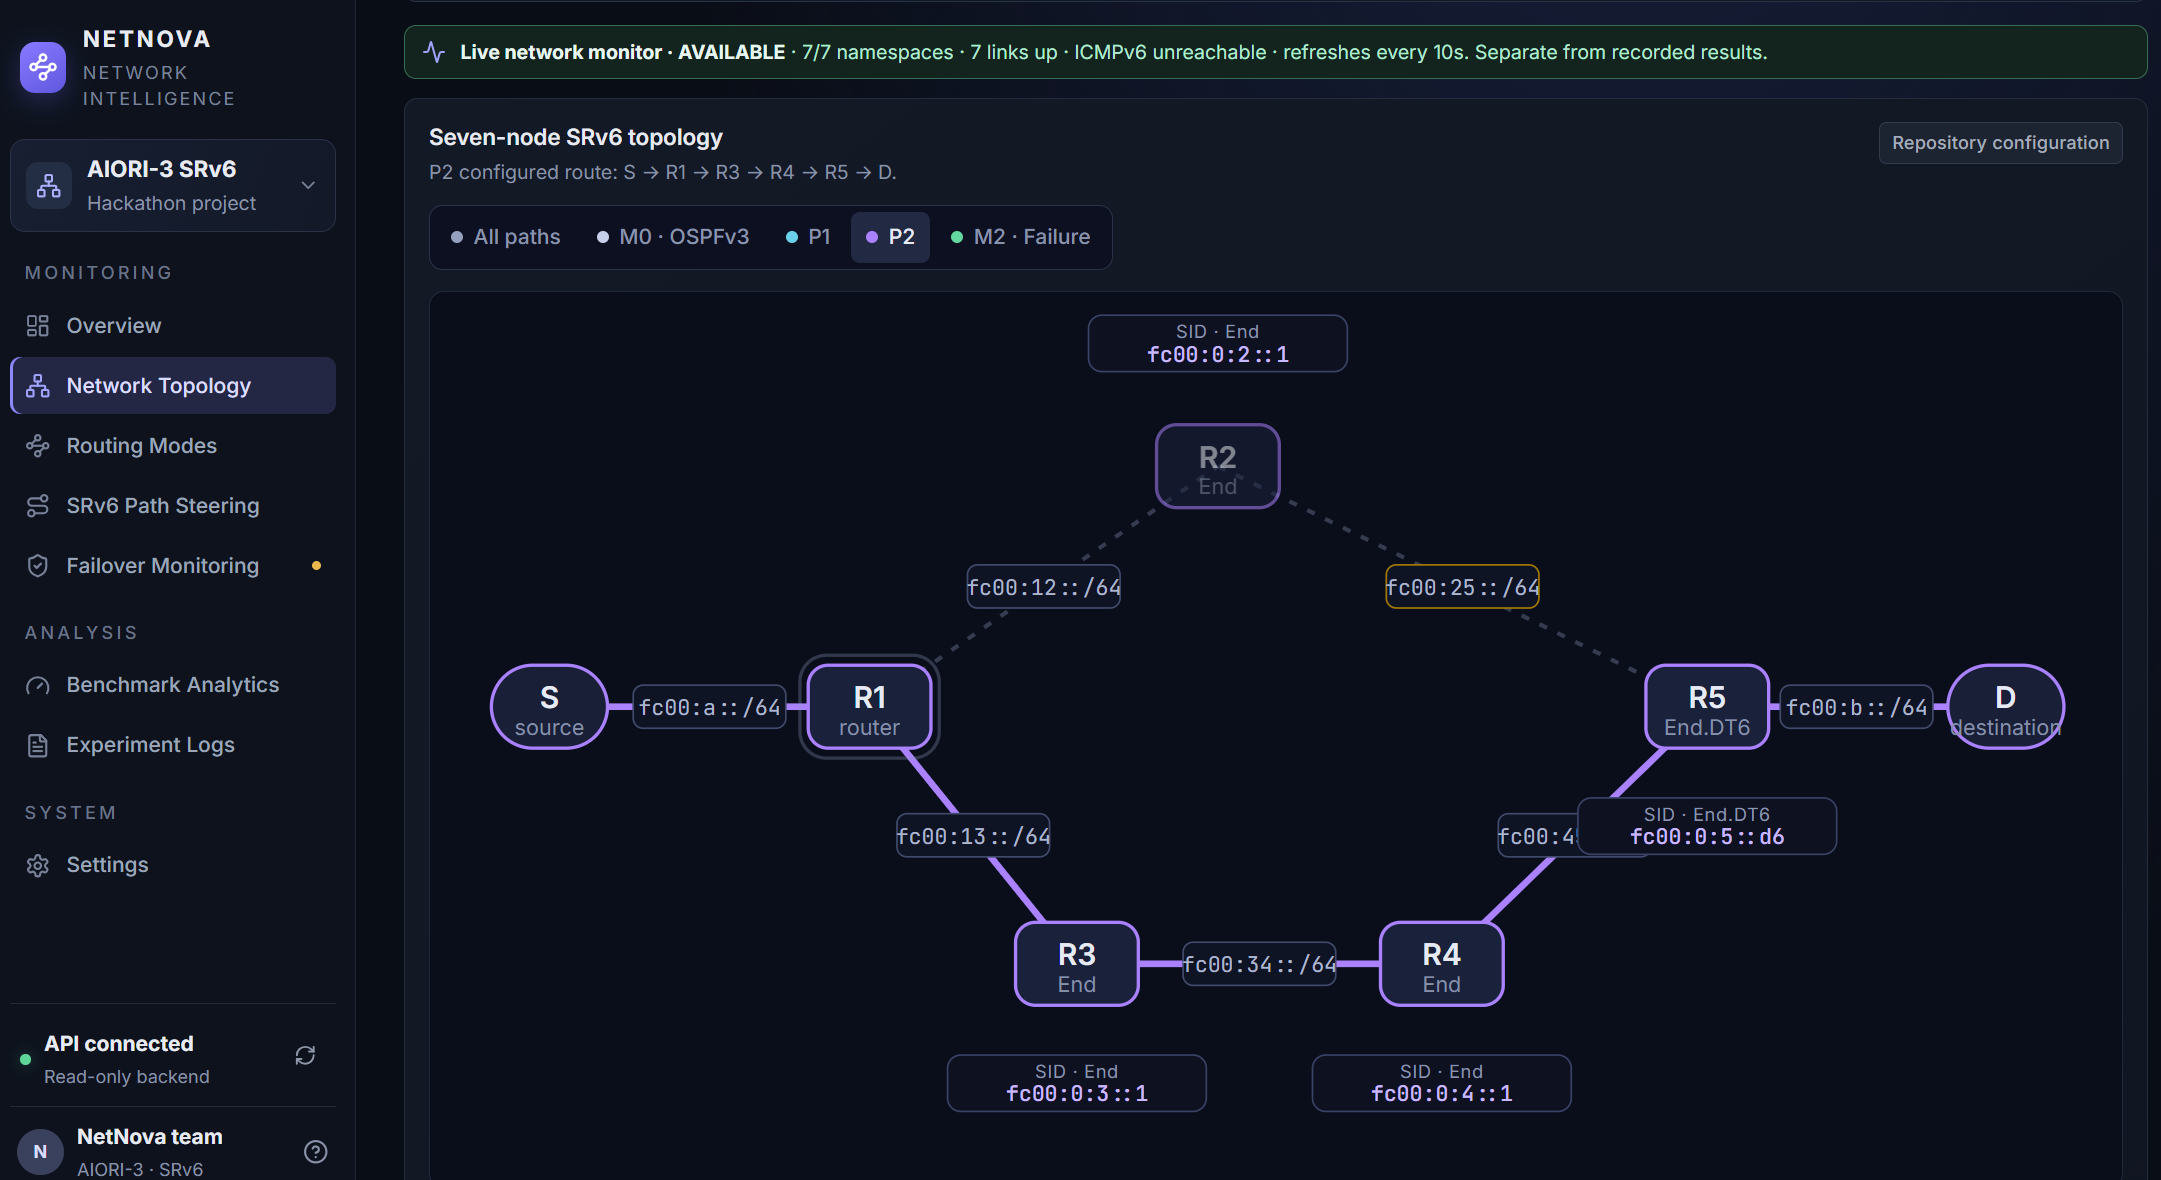 NETNOVA
NETWORK
INTELLIGENCE
AIORI-3 SRv6
Hackathon project
MONITORING
Overview
Network Topology
Routing Modes
SRv6 Path Steering
Failover Monitoring
ANALYSIS
Benchmark Analytics
Experiment Logs
SYSTEM
Settings
API connected
Read-only backend
N
NetNova team
AIORI-3 · SRv6
Live network monitor · AVAILABLE · 7/7 namespaces · 7 links up · ICMPv6 unreachable · refreshes every 10s. Separate from recorded results.
Seven-node SRv6 topology
P2 configured route: S → R1 → R3 → R4 → R5 → D.
Repository configuration
All paths
M0 · OSPFv3
P1
P2
M2 · Failure
SID · End
fc00:0:2::1
R2
End
fc00:12::/64
fc00:25::/64
S
source
fc00:a::/64
R1
router
R5
End.DT6
fc00:b::/64
D
destination
fc00:13::/64
fc00:4
SID · End.DT6
fc00:0:5::d6
R3
End
fc00:34::/64
R4
End
SID · End
fc00:0:3::1
SID · End
fc00:0:4::1